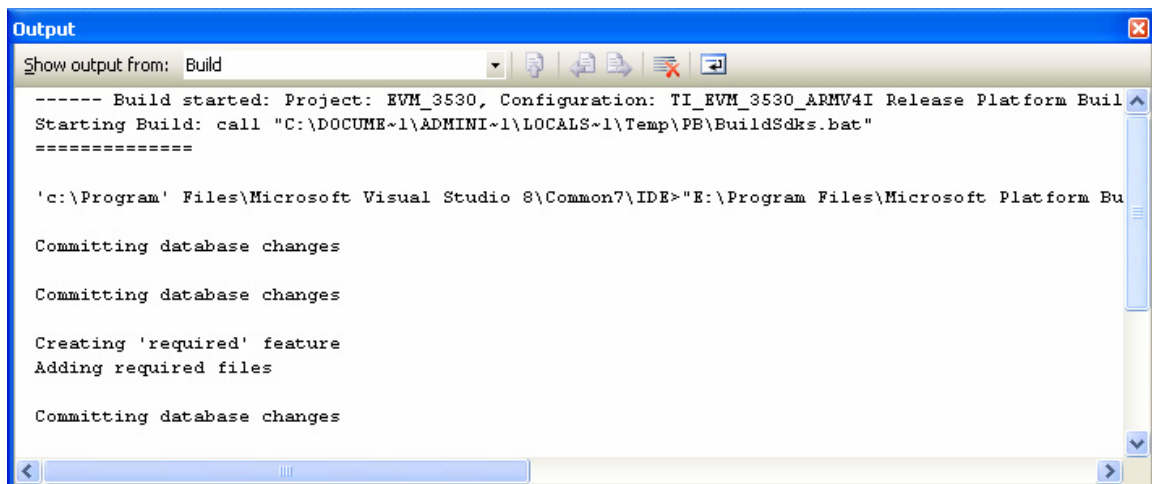 Output
Show output from: Build
------ Build started: Project: EVM_3530, Configuration: TI_EVM_3530_ARMV4I Release Platform Buil
Starting Build: call "C:\DOCUME~1\ADMINI~1\LOCALS~1\Temp\PB\BuildSdks.bat"
==============
'c:\Program' Files\Microsoft Visual Studio 8\Common7\IDE>"E:\Program Files\Microsoft Platform Bu
Committing database changes
Committing database changes
Creating 'required' feature
Adding required files
Committing database changes